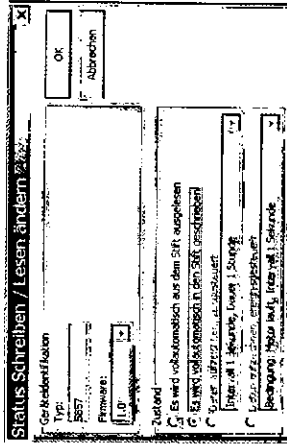 Status Schreiben / Lesen ändern
OK
Abbrechen
Geräteidentifikation
Typ:
5857
Firmware:
1.0
Zustand
Es wird vollautomatisch aus dem Stift ausgelesen
Es wird vollautomatisch in den Stift geschrieben
Intervall 1 Sekunde, Dauer 1 Stunde
Bedingung: Motor läuft, Intervall 1 Sekunde